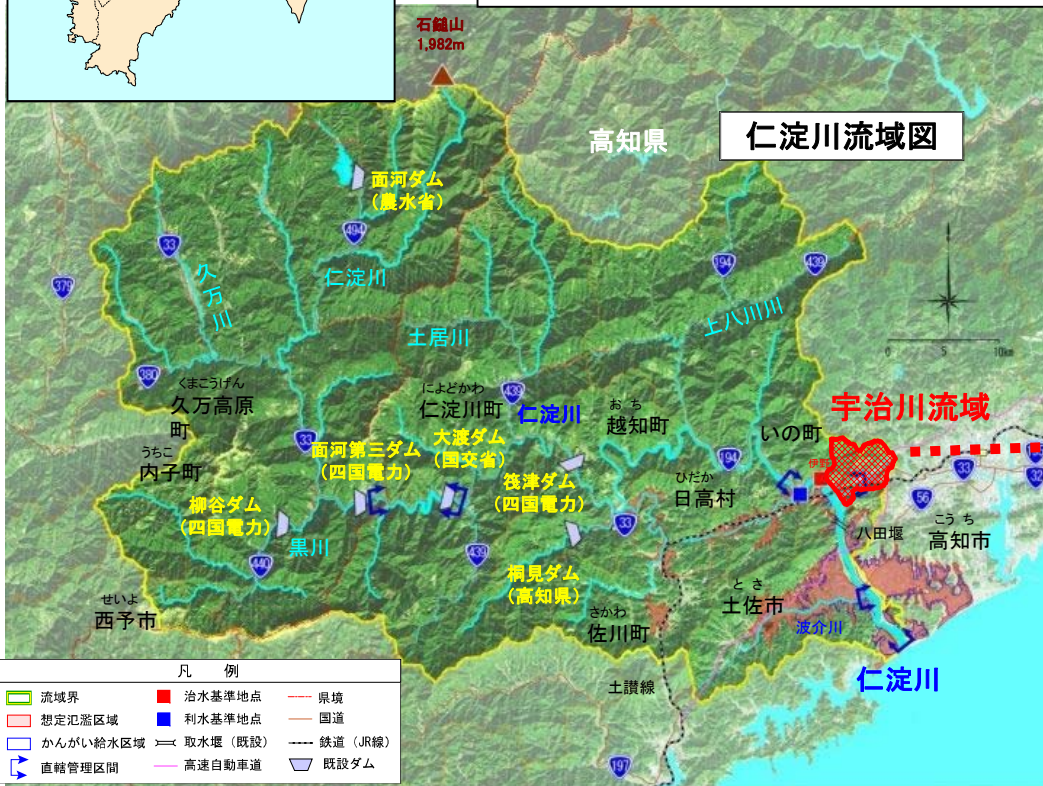 石鎚山
1,982m
高知県
仁淀川流域図
面河ダム
(農水省)
494
33
379
久万川
仁淀川
194
439
土居川
上八川川
0 5 10km
380
くまこうげん
久万高原
町
によどかわ
仁淀川町
439
仁淀川
おち
越知町
いの町
宇治川流域
うちこ
内子町
33
面河第三ダム
(四国電力)
大渡ダム
(国交省)
筏津ダム
(四国電力)
194
ひだか
日高村
伊野
33
32
56
柳谷ダム
(四国電力)
黒川
440
439
33
八田堰
こうち
高知市
桐見ダム
(高知県)
せいよ
西予市
さかわ
佐川町
とさ
土佐市
波介川
仁淀川
土讃線
197
凡 例
流域界
治水基準地点
県境
想定氾濫区域
利水基準地点
国道
かんがい給水区域
取水堰(既設)
鉄道(JR線)
直轄管理区間
高速自動車道
既設ダム